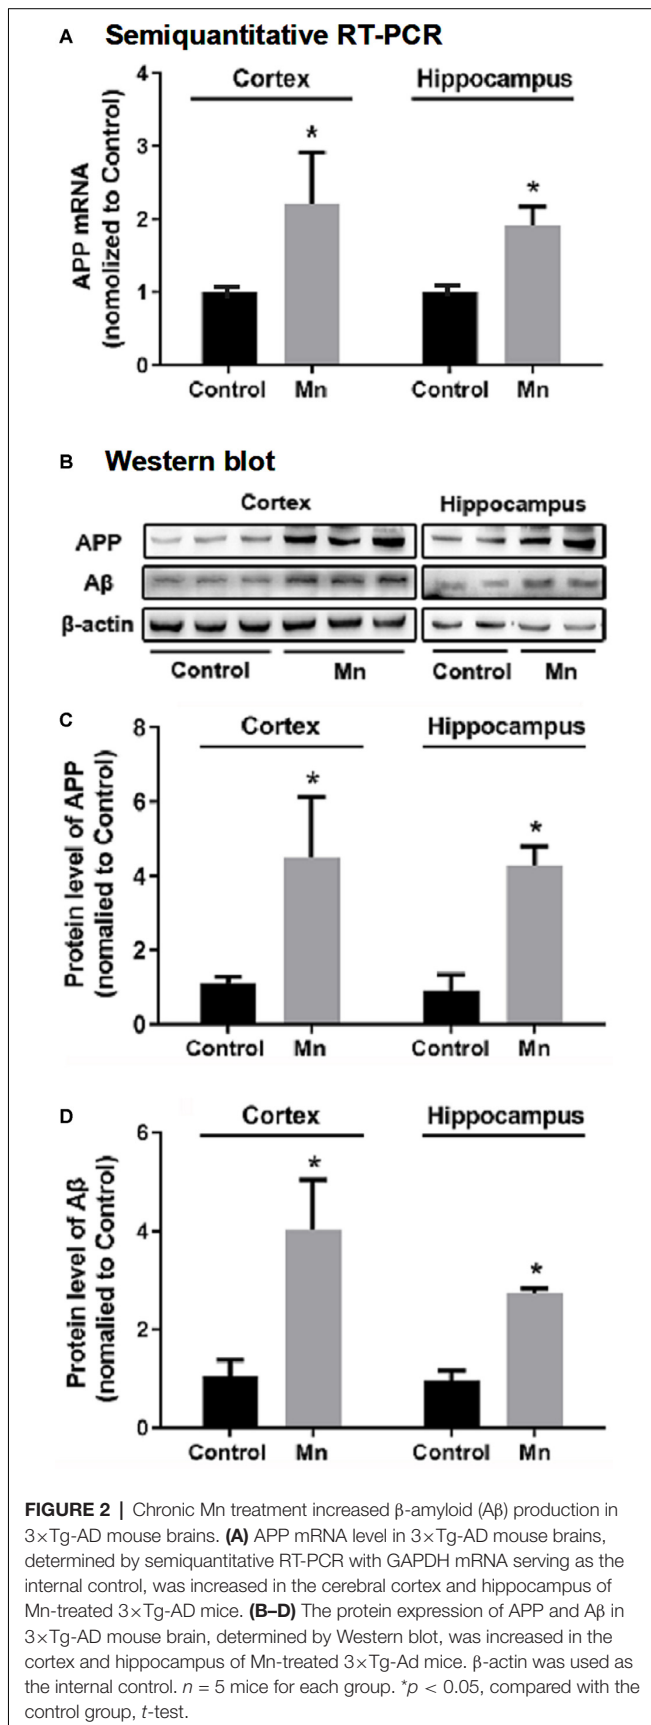 A Semiquantitative RT-PCR
Cortex Hippocampus
APP mRNA
(nomolized to Control)
4
3
2
1
0
* *
Control Mn Control Mn
B Western blot
Cortex Hippocampus
APP
Aβ
β-actin
Control Mn Control Mn
C
Cortex Hippocampus
Protein level of APP
(nomalied to Control)
8
6
4
2
0
* *
Control Mn Control Mn
D
Cortex Hippocampus
Protein level of Aβ
(nomalied to Control)
6
4
2
0
* *
Control Mn Control Mn
FIGURE 2 | Chronic Mn treatment increased β-amyloid (Aβ) production in
3×Tg-AD mouse brains. (A) APP mRNA level in 3×Tg-AD mouse brains,
determined by semiquantitative RT-PCR with GAPDH mRNA serving as the
internal control, was increased in the cerebral cortex and hippocampus of
Mn-treated 3×Tg-AD mice. (B–D) The protein expression of APP and Aβ in
3×Tg-AD mouse brain, determined by Western blot, was increased in the
cortex and hippocampus of Mn-treated 3×Tg-Ad mice. β-actin was used as
the internal control. n = 5 mice for each group. *p < 0.05, compared with the
control group, t-test.